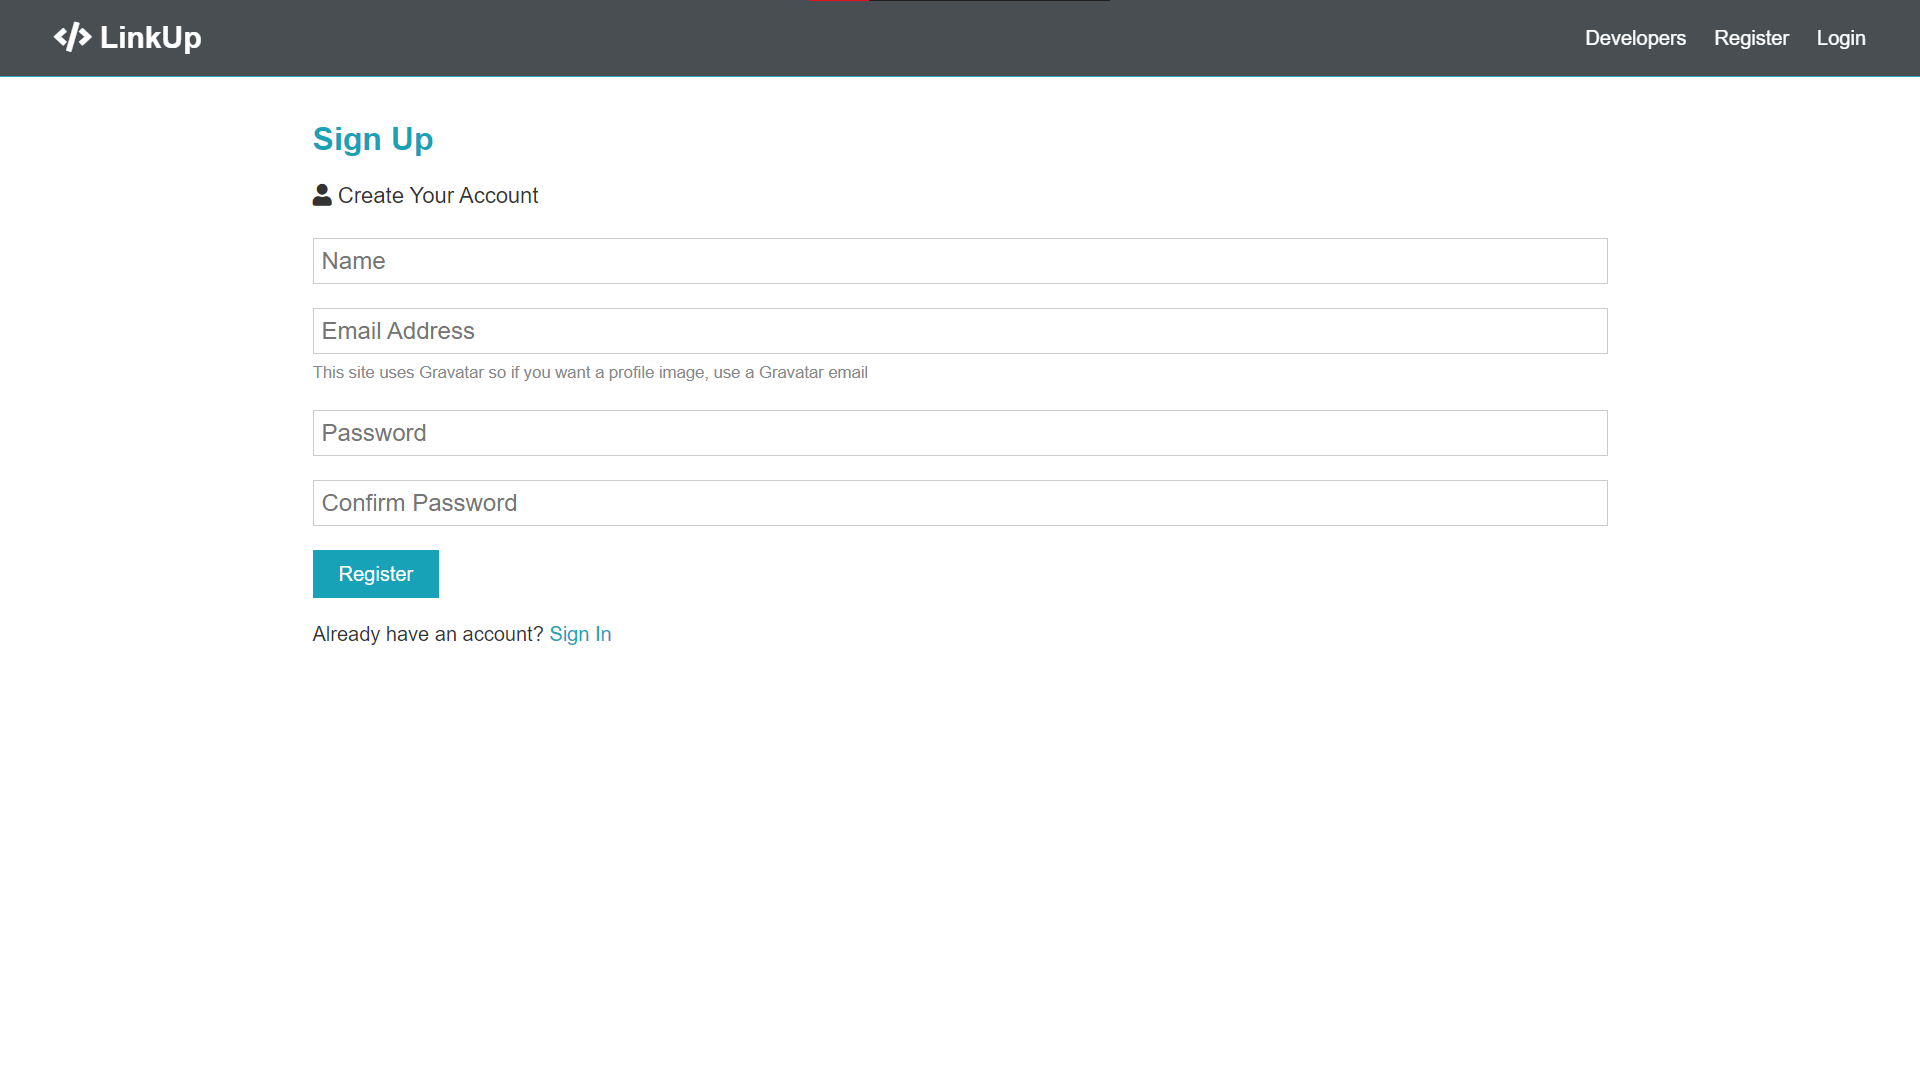 LinkUp
Developers Register Login
Sign Up
Create Your Account
Name
Email Address
This site uses Gravatar so if you want a profile image, use a Gravatar email
Password
Confirm Password
Register
Already have an account? Sign In